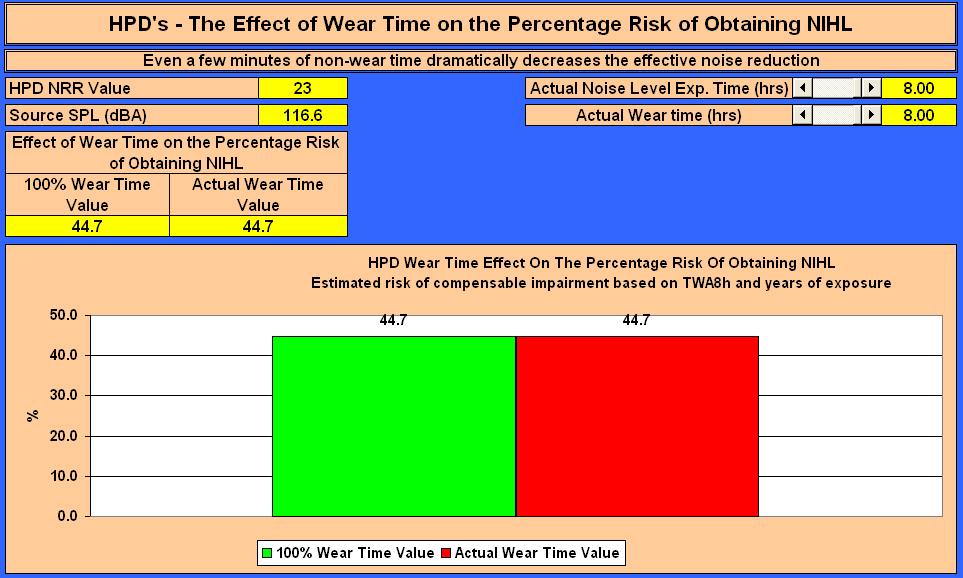 HPD's - The Effect of Wear Time on the Percentage Risk of Obtaining NIHL
Even a few minutes of non-wear time dramatically decreases the effective noise reduction
HPD NRR Value 23
Actual Noise Level Exp. Time (hrs) 8.00
Source SPL (dBA) 116.6
Actual Wear time (hrs) 8.00
Effect of Wear Time on the Percentage Risk
of Obtaining NIHL
100% Wear Time
Value
Actual Wear Time
Value
44.7 44.7
HPD Wear Time Effect On The Percentage Risk Of Obtaining NIHL
Estimated risk of compensable impairment based on TWA8h and years of exposure
44.7 44.7
50.0
40.0
30.0
20.0
10.0
0.0
%
100% Wear Time Value Actual Wear Time Value